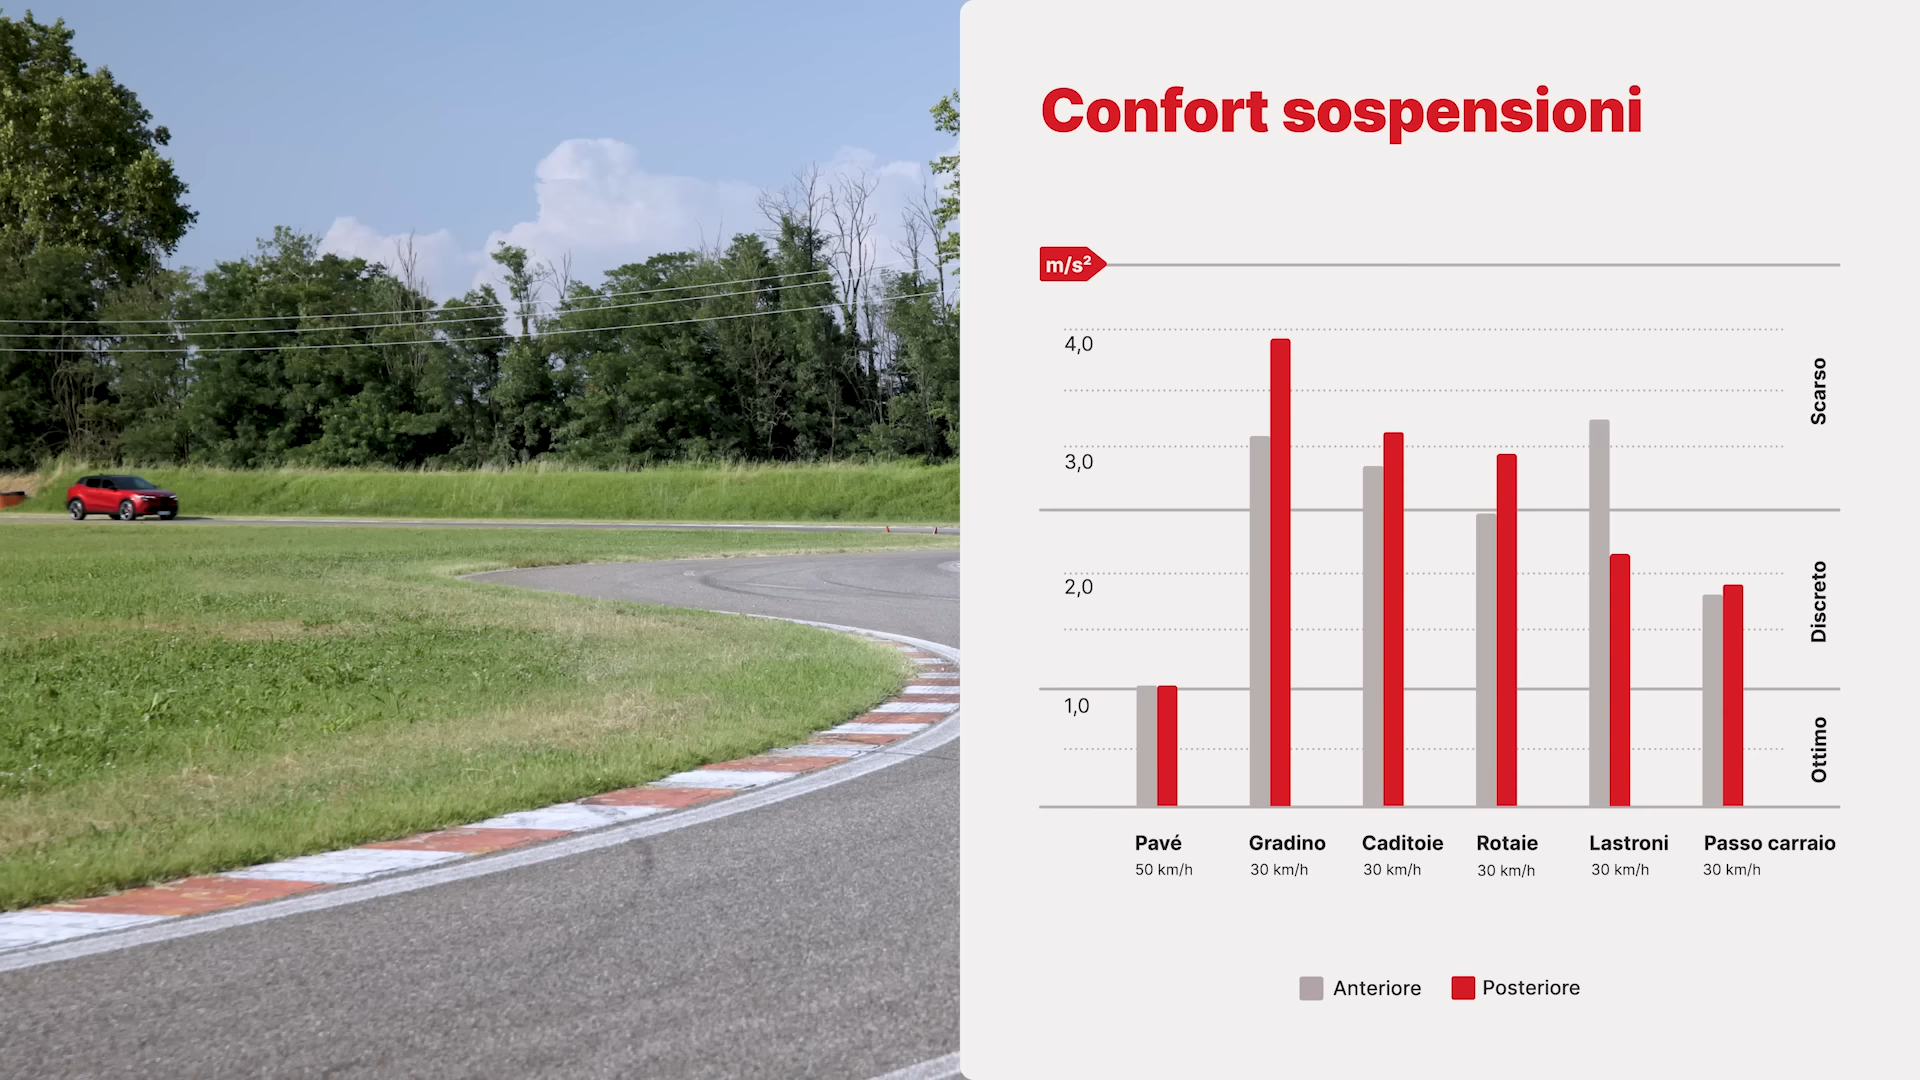 Confort sospensioni
m/s²
4,0
3,0
2,0
1,0
Scarso
Discreto
Ottimo
Pavé Gradino Caditoie Rotaie Lastroni Passo carraio
50 km/h 30 km/h 30 km/h 30 km/h 30 km/h 30 km/h
Anteriore Posteriore